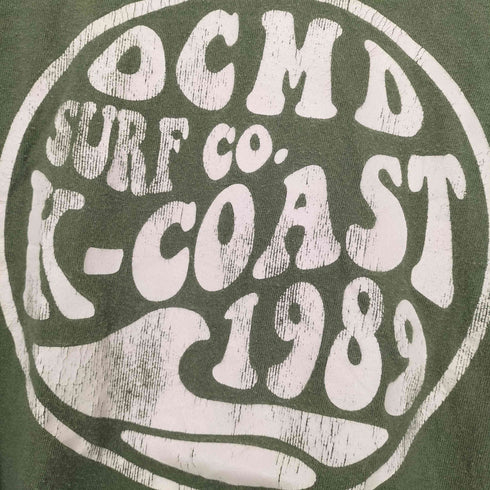 OCMD
SURF CO.
K-COAST
1989